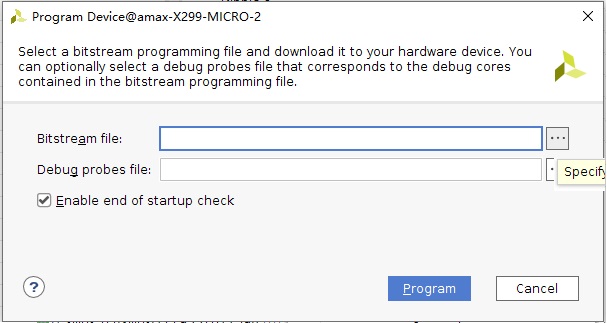 Program Device@amax-X299-MICRO-2
Select a bitstream programming file and download it to your hardware device. You
can optionally select a debug probes file that corresponds to the debug cores
contained in the bitstream programming file.
Bitstream file:
...
Debug probes file:
Specify
Enable end of startup check
?
Program
Cancel